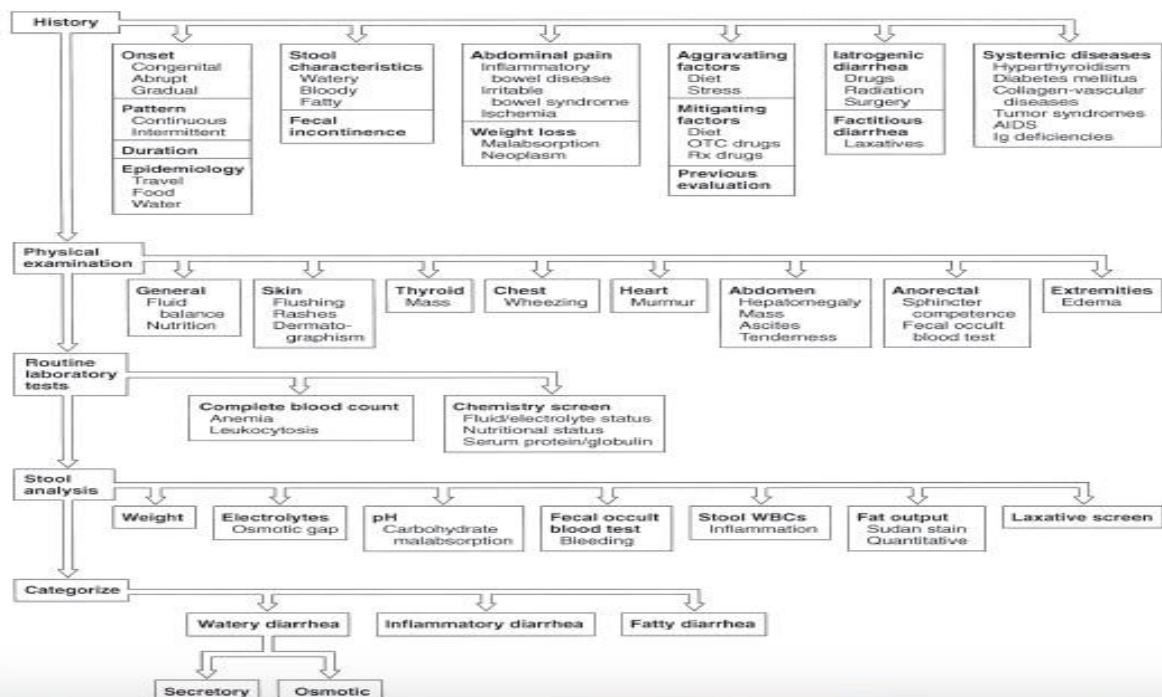 History
Onset
Congenital
Abrupt
Gradual
Pattern
Continuous
Intermittent
Duration
Epidemiology
Travel
Food
Water
Stool
characteristics
Watery
Bloody
Fatty
Fecal
incontinence
Abdominal pain
Inflammatory
bowel disease
Irritable
bowel syndrome
Ischemia
Weight loss
Malabsorption
Neoplasm
Aggravating
factors
Diet
Stress
Mitigating
factors
Diet
OTC drugs
Rx drugs
Previous
evaluation
Iatrogenic
diarrhea
Drugs
Radiation
Surgery
Factitious
diarrhea
Laxatives
Systemic diseases
Hyperthyroidism
Diabetes mellitus
Collagen-vascular
diseases
Tumor syndromes
AIDS
Ig deficiencies
Physical
examination
General
Fluid
balance
Nutrition
Skin
Flushing
Rashes
Dermato-
graphism
Thyroid
Mass
Chest
Wheezing
Heart
Murmur
Abdomen
Hepatomegaly
Mass
Ascites
Tenderness
Anorectal
Sphincter
competence
Fecal occult
blood test
Extremities
Edema
Routine
laboratory
tests
Complete blood count
Anemia
Leukocytosis
Chemistry screen
Fluid/electrolyte status
Nutritional status
Serum protein/globulin
Stool
analysis
Weight
Electrolytes
Osmotic gap
pH
Carbohydrate
malabsorption
Fecal occult
blood test
Bleeding
Stool WBCs
Inflammation
Fat output
Sudan stain
Quantitative
Laxative screen
Categorize
Watery diarrhea
Inflammatory diarrhea
Fatty diarrhea
Secretory
Osmotic